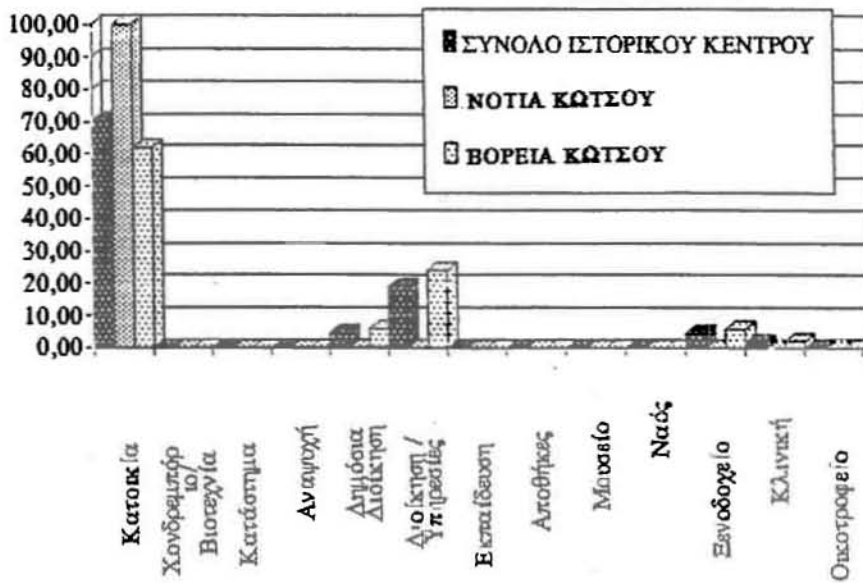 100,00
90,00
80,00
70,00
60,00
50,00
40,00
30,00
20,00
10,00
0,00
ΣΥΝΟΛΟ ΙΣΤΟΡΙΚΟΥ ΚΕΝΤΡΟΥ
ΝΟΤΙΑ ΚΩΤΣΟΥ
ΒΟΡΕΙΑ ΚΩΤΣΟΥ
Κατοικία
Χονδρεμπόρ
ιο/
Βιοτεχνία
Κατάστημα
Αναψυχή
Δημόσια
Διοίκηση
Διοίκηση /
Υπηρεσίες
Εκπαίδευση
Αποθήκες
Μουσείο
Ναός
Ξενοδοχείο
Κλινική
Οικοτροφείο